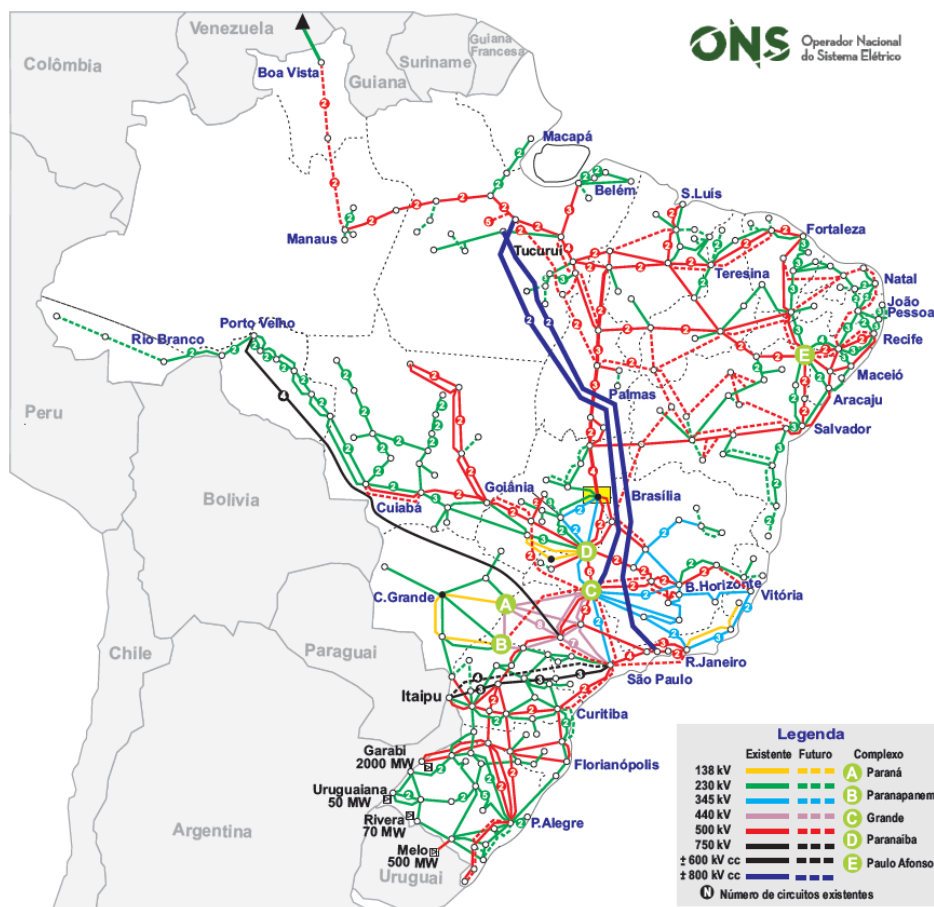 ONS
Operador Nacional
do Sistema Elétrico
Venezuela
Guiana
Francesa
Suriname
Colômbia
Boa Vista
Guiana
Macapá
Belém
S.Luís
Manaus
Fortaleza
Tucuruí
Teresina
Natal
João
Pessoa
Porto Velho
Rio Branco
Recife
E
Maceió
Palmas
Aracaju
Peru
Salvador
Goiânia
Brasília
Bolivia
Cuiabá
D
C
B.Horizonte
Vitória
C.Grande
A
B
Chile
Paraguai
R.Janeiro
São Paulo
Itaipu
Curitiba
Garabi
2000 MW
Florianópolis
Uruguaiana
50 MW
Rivera
70 MW
P.Alegre
Melo
500 MW
Argentina
Uruguai
Legenda
Existente Futuro Complexo
138 kV A Paraná
230 kV
345 kV B Paranapanem
440 kV C Grande
500 kV
750 kV D Paranaíba
± 600 kV cc E Paulo Afonso
± 800 kV cc
N Número de circuitos existentes